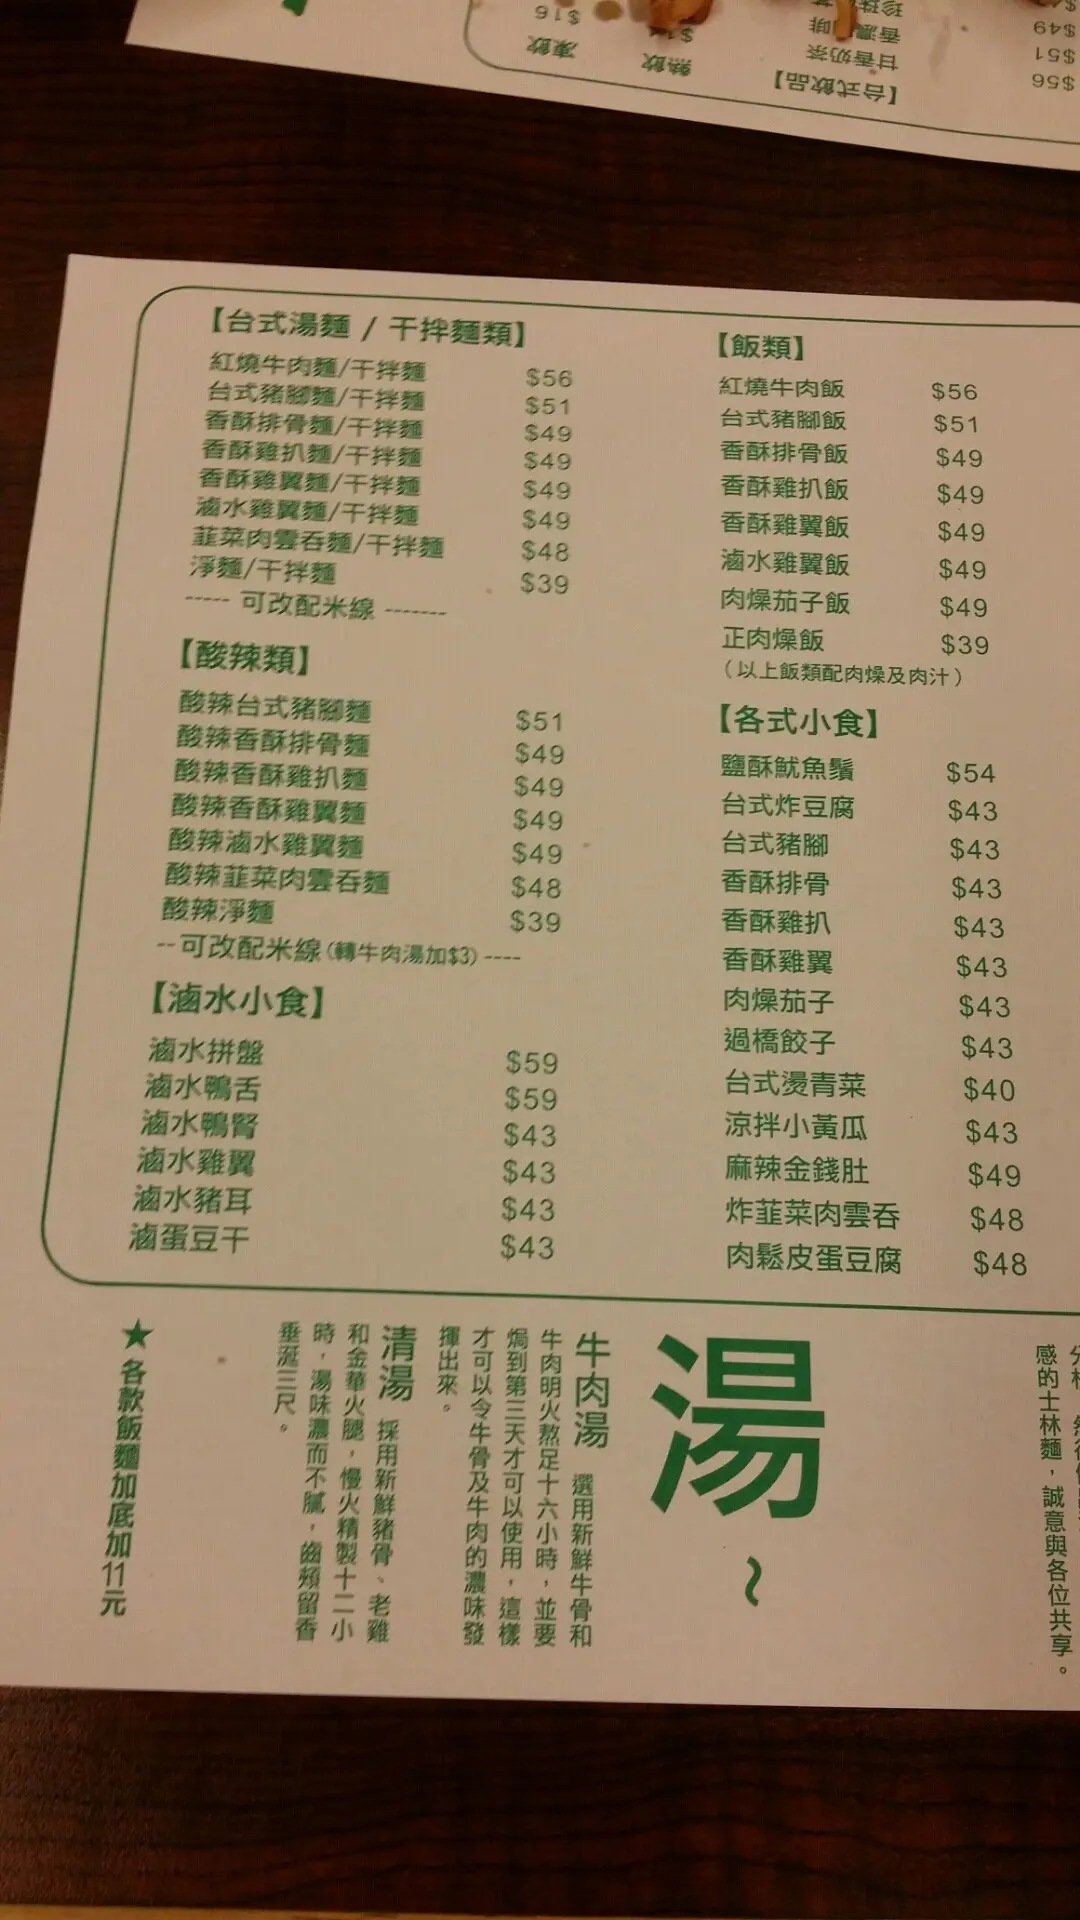 【台式飲品】
凍飲
熱飲
$16
甘香奶茶
香濃咖啡
$49
$51
$56
【台式湯麵 / 干拌麵類】
紅燒牛肉麵/干拌麵 $56
台式豬腳麵/干拌麵 $51
香酥排骨麵/干拌麵 $49
香酥雞扒麵/干拌麵 $49
香酥雞翼麵/干拌麵 $49
滷水雞翼麵/干拌麵 $49
韮菜肉雲吞麵/干拌麵 $48
淨麵/干拌麵 $39
----- 可改配米線 -------
【酸辣類】
酸辣台式豬腳麵 $51
酸辣香酥排骨麵 $49
酸辣香酥雞扒麵 $49
酸辣香酥雞翼麵 $49
酸辣滷水雞翼麵 $49
酸辣韮菜肉雲吞麵 $48
酸辣淨麵 $39
--可改配米線(轉牛肉湯加$3)----
【滷水小食】
滷水拼盤 $59
滷水鴨舌 $59
滷水鴨腎 $43
滷水雞翼 $43
滷水豬耳 $43
滷蛋豆干 $43
【飯類】
紅燒牛肉飯 $56
台式豬腳飯 $51
香酥排骨飯 $49
香酥雞扒飯 $49
香酥雞翼飯 $49
滷水雞翼飯 $49
肉燥茄子飯 $49
正肉燥飯 $39
（以上飯類配肉燥及肉汁）
【各式小食】
鹽酥魷魚鬚 $54
台式炸豆腐 $43
台式豬腳 $43
香酥排骨 $43
香酥雞扒 $43
香酥雞翼 $43
肉燥茄子 $43
過橋餃子 $43
台式燙青菜 $40
涼拌小黃瓜 $43
麻辣金錢肚 $49
炸韮菜肉雲吞 $48
肉鬆皮蛋豆腐 $48
感的士林麵，誠意與各位共享。
湯~
牛肉湯 選用新鮮牛骨和
牛肉明火熬足十六小時，並要
焗到第三天才可以使用，這樣
才可以令牛骨及牛肉的濃味發
揮出來。
清湯 採用新鮮豬骨、老雞
和金華火腿，慢火精製十二小
時，湯味濃而不膩，齒頰留香
垂涎三尺。
★各款飯麵加底加11元